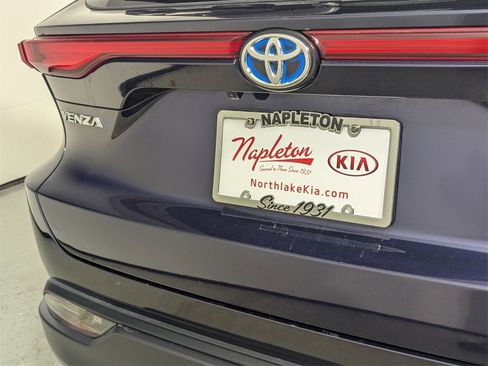 VENZA
NAPLETON
Napleton
Second to None Since 1931
KIA
NorthlakeKia.com
Since 1931